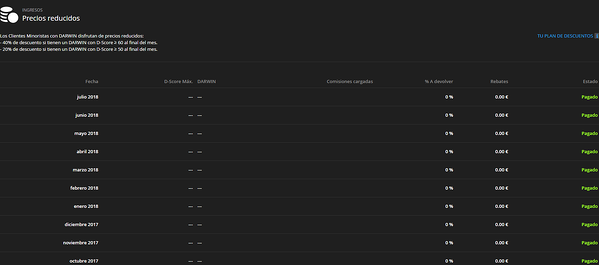 INGRESOS
Precios reducidos
Los Clientes Minoristas con DARWIN disfrutan de precios reducidos:
- 40% de descuento si tienen un DARWIN con D-Score ≥ 60 al final del mes.
- 20% de descuento si tienen un DARWIN con D-Score ≥ 50 al final del mes.
TU PLAN DE DESCUENTOS
Fecha D-Score Máx. DARWIN Comisiones cargadas % A devolver Rebates Estado
julio 2018 — — 0 % 0.00 € Pagado
junio 2018 — — 0 % 0.00 € Pagado
mayo 2018 — — 0 % 0.00 € Pagado
abril 2018 — — 0 % 0.00 € Pagado
marzo 2018 — — 0 % 0.00 € Pagado
febrero 2018 — — 0 % 0.00 € Pagado
enero 2018 — — 0 % 0.00 € Pagado
diciembre 2017 — — 0 % 0.00 € Pagado
noviembre 2017 — — 0 % 0.00 € Pagado
octubre 2017 — — 0 % 0.00 € Pagado